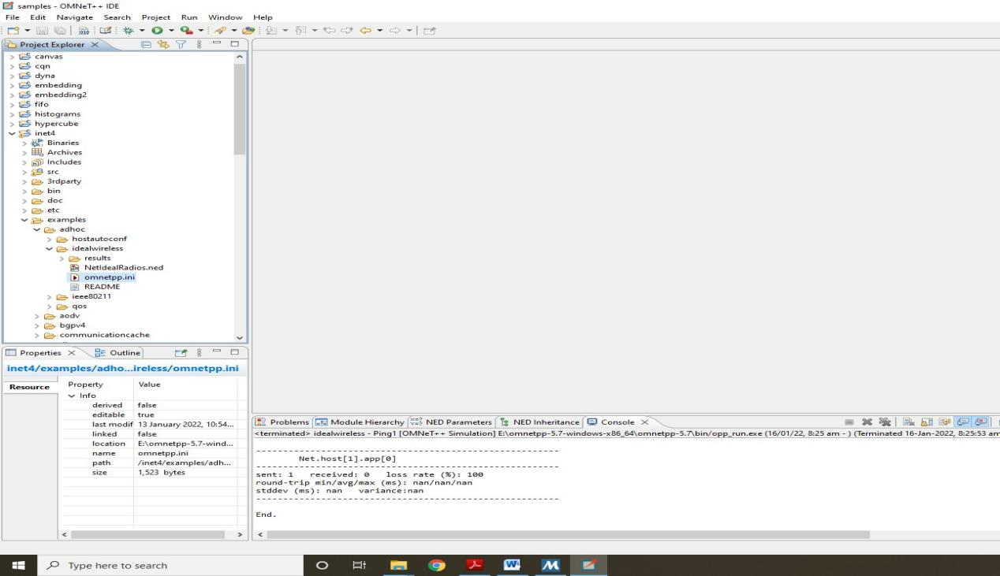 samples - OMNeT++ IDE
File Edit Navigate Search Project Run Window Help
Project Explorer
canvas
cqn
dyna
embedding
embedding2
fifo
histograms
hypercube
inet4
Binaries
Archives
Includes
src
3rdparty
bin
doc
etc
examples
adhoc
hostautoconf
idealwireless
results
NetIdealRadios.ned
omnetpp.ini
README
ieee80211
qos
aodv
bgpv4
communicationcache
Properties Outline
inet4/examples/adho...ireless/omnetpp.ini
Resource
Property Value
Info
derived false
editable true
last modif 13 January 2022, 10:54...
linked false
location E:\omnetpp-5.7-wind...
name omnetpp.ini
path /inet4/examples/adh...
size 1,523 bytes
Problems Module Hierarchy NED Parameters NED Inheritance Console
<terminated> idealwireless - Ping1 [OMNeT++ Simulation] E:\omnetpp-5.7-windows-x86_64\omnetpp-5.7\bin/opp_run.exe (16/01/22, 8:25 am - ) (Terminated 16-Jan-2022, 8:25:53 am
--------------------------------------------------------
Net.host[1].app[0]
--------------------------------------------------------
sent: 1 received: 0 loss rate (%): 100
round-trip min/avg/max (ms): nan/nan/nan
stddev (ms): nan variance:nan
--------------------------------------------------------
End.
Type here to search